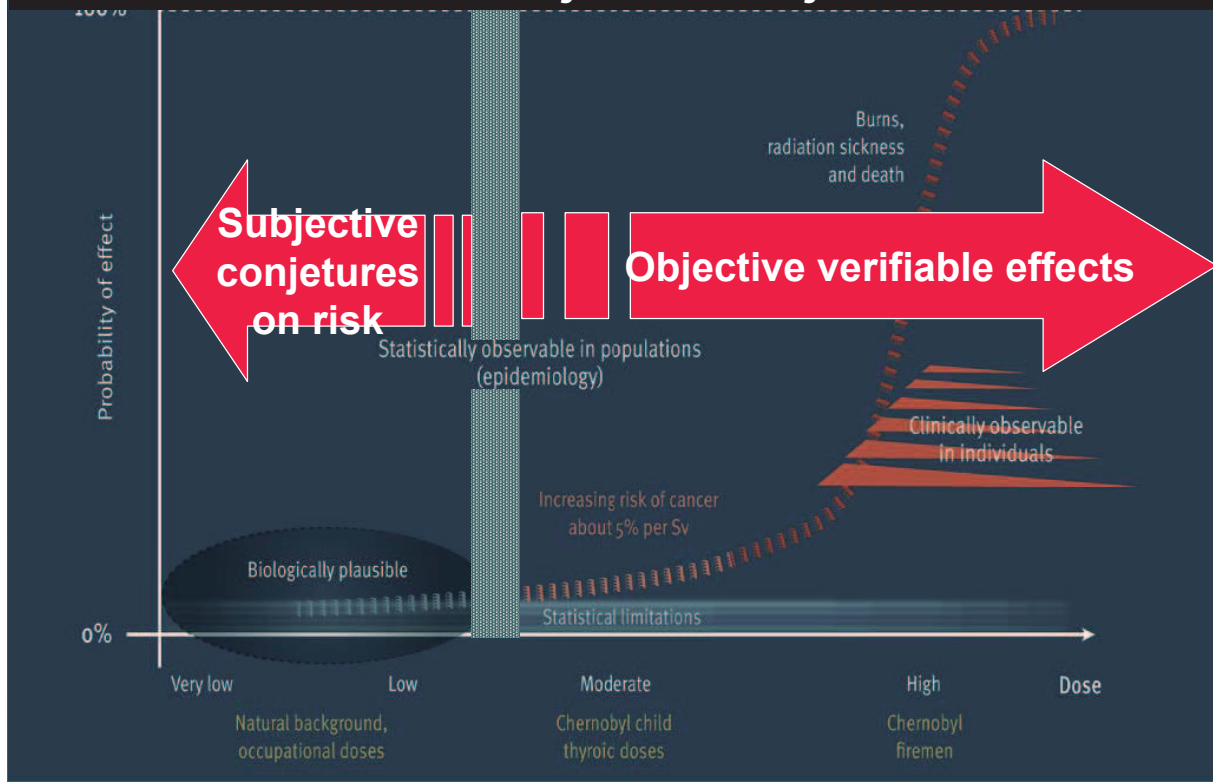 100%
Burns,
radiation sickness
and death
Probability of effect
Subjective
conjetures
on risk
Objective verifiable effects
Statistically observable in populations
(epidemiology)
Clinically observable
in individuals
Increasing risk of cancer
about 5% per Sv
Biologically plausible
Statistical limitations
0%
Very low
Low
Moderate
High
Dose
Natural background,
occupational doses
Chernobyl child
thyroic doses
Chernobyl
firemen